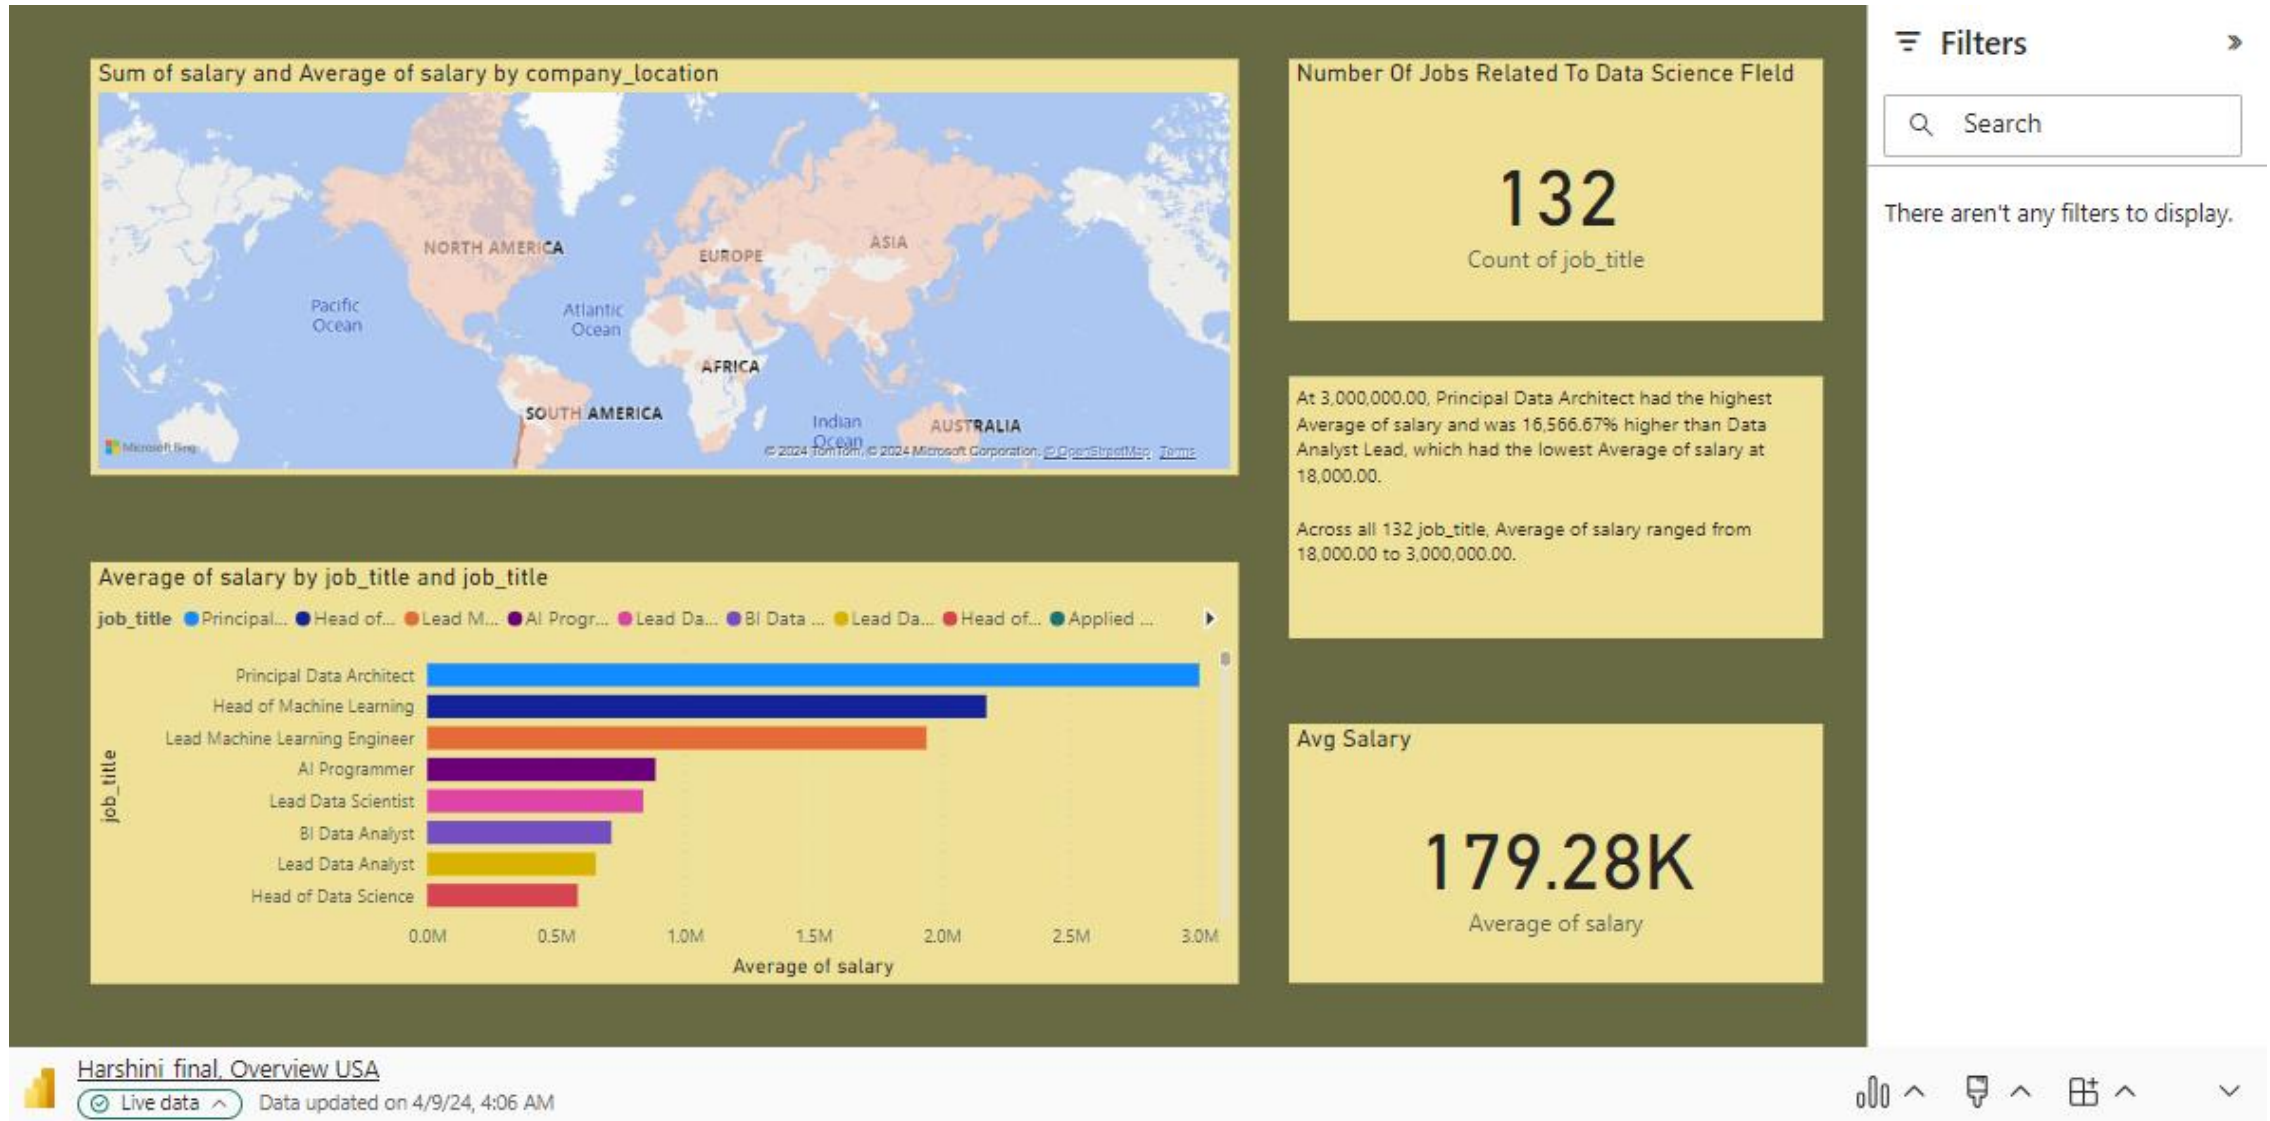 Sum of salary and Average of salary by company_location
NORTH AMERICA
EUROPE
ASIA
Pacific
Ocean
Atlantic
Ocean
AFRICA
SOUTH AMERICA
Indian
Ocean
AUSTRALIA
Microsoft Bing
© 2024 TomTom, © 2024 Microsoft Corporation, © OpenStreetMap Terms
Number Of Jobs Related To Data Science FIeld
132
Count of job_title
At 3,000,000.00, Principal Data Architect had the highest
Average of salary and was 16,566.67% higher than Data
Analyst Lead, which had the lowest Average of salary at
18,000.00.
Across all 132 job_title, Average of salary ranged from
18,000.00 to 3,000,000.00.
Average of salary by job_title and job_title
job_title Principal... Head of... Lead M... AI Progr... Lead Da... BI Data ... Lead Da... Head of... Applied ...
job_title
Principal Data Architect
Head of Machine Learning
Lead Machine Learning Engineer
AI Programmer
Lead Data Scientist
BI Data Analyst
Lead Data Analyst
Head of Data Science
0.0M 0.5M 1.0M 1.5M 2.0M 2.5M 3.0M
Average of salary
Avg Salary
179.28K
Average of salary
Filters
Search
There aren't any filters to display.
Harshini_final, Overview USA
Live data Data updated on 4/9/24, 4:06 AM